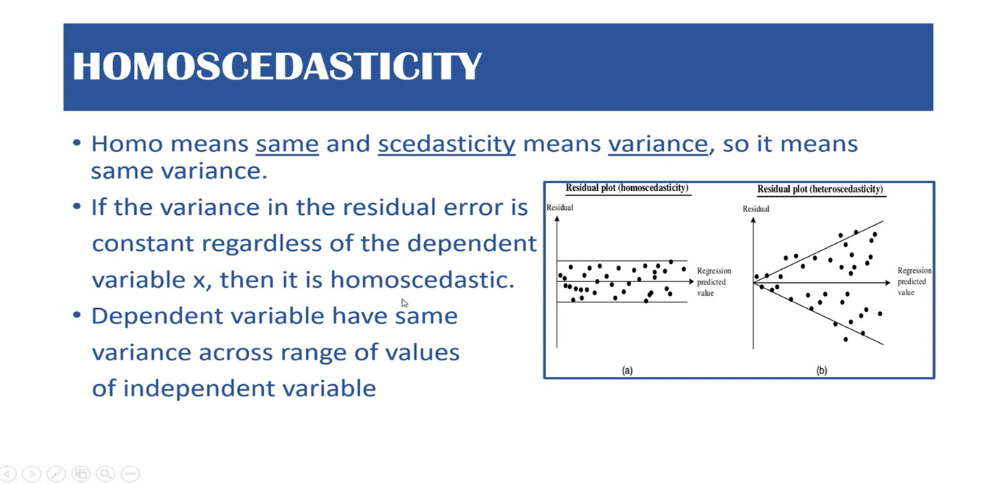 HOMOSCEDASTICITY
• Homo means same and scedasticity means variance, so it means
same variance.
• If the variance in the residual error is
constant regardless of the dependent
variable x, then it is homoscedastic.
• Dependent variable have same
variance across range of values
of independent variable
Residual plot (homoscedasticity)
Residual
Regression
predicted
value
(a)
Residual plot (heteroscedasticity)
Residual
Regression
predicted
value
(b)